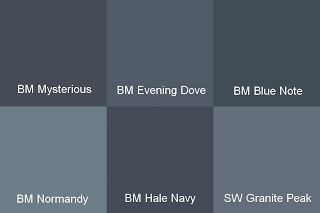 BM Mysterious
BM Evening Dove
BM Blue Note
BM Normandy
BM Hale Navy
SW Granite Peak